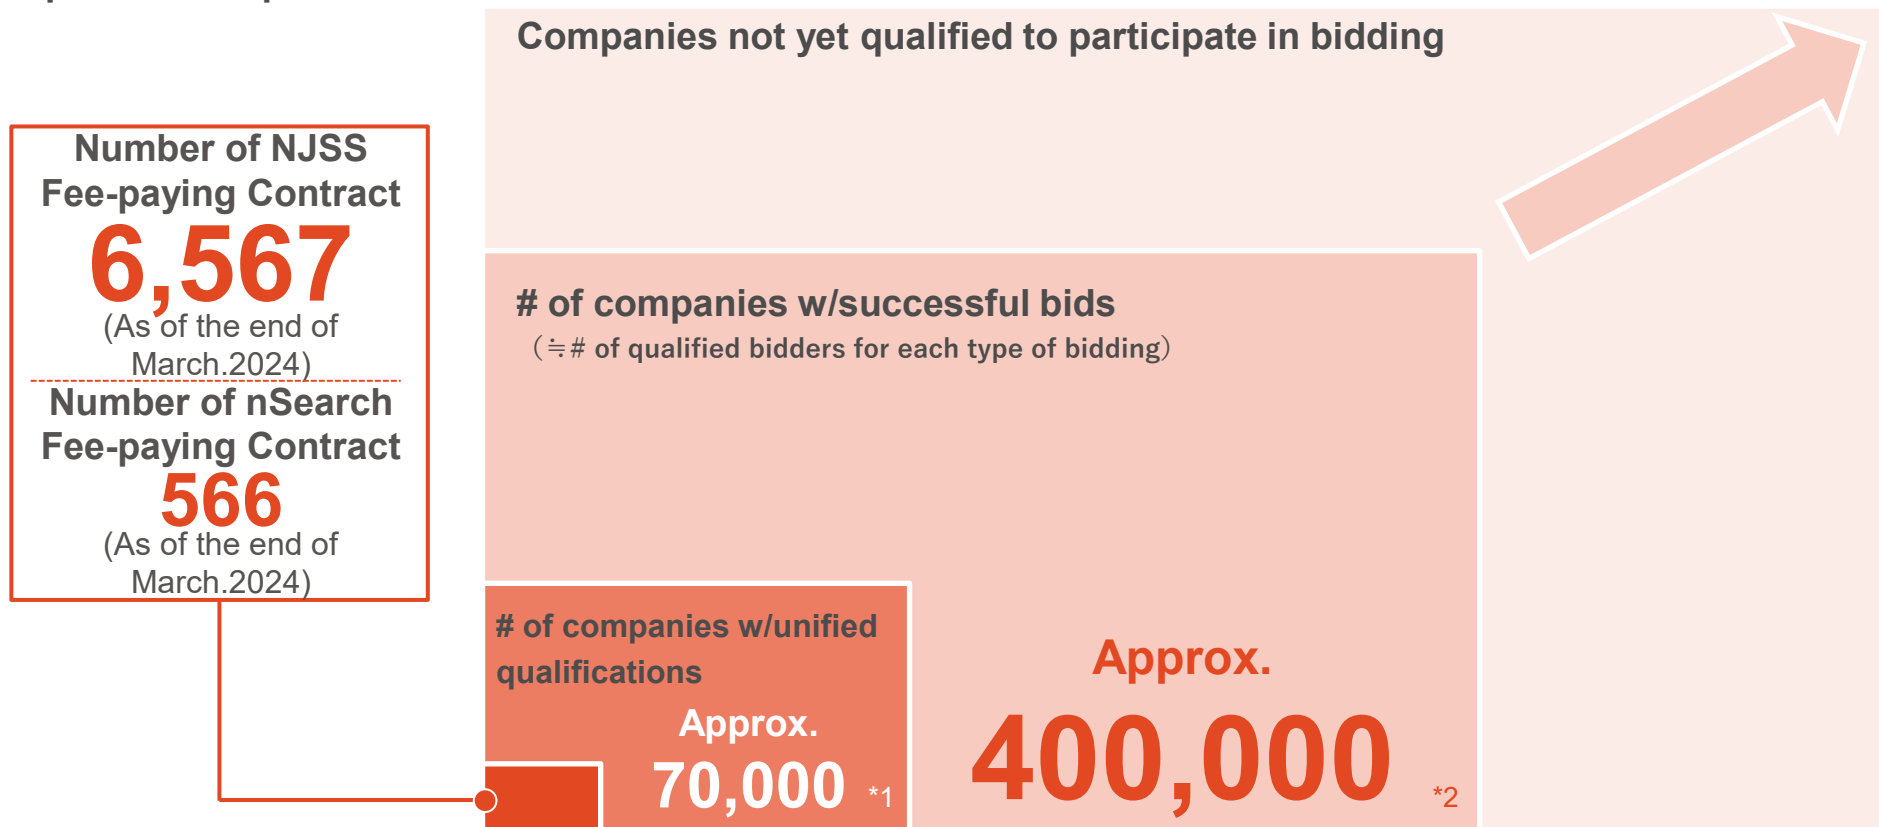 Companies not yet qualified to participate in bidding
Number of NJSS
Fee-paying Contract
6,567
(As of the end of
March.2024)
Number of nSearch
Fee-paying Contract
566
(As of the end of
March.2024)
# of companies w/successful bids
（≒# of qualified bidders for each type of bidding）
# of companies w/unified
qualifications
Approx.
70,000 *1
Approx.
400,000 *2